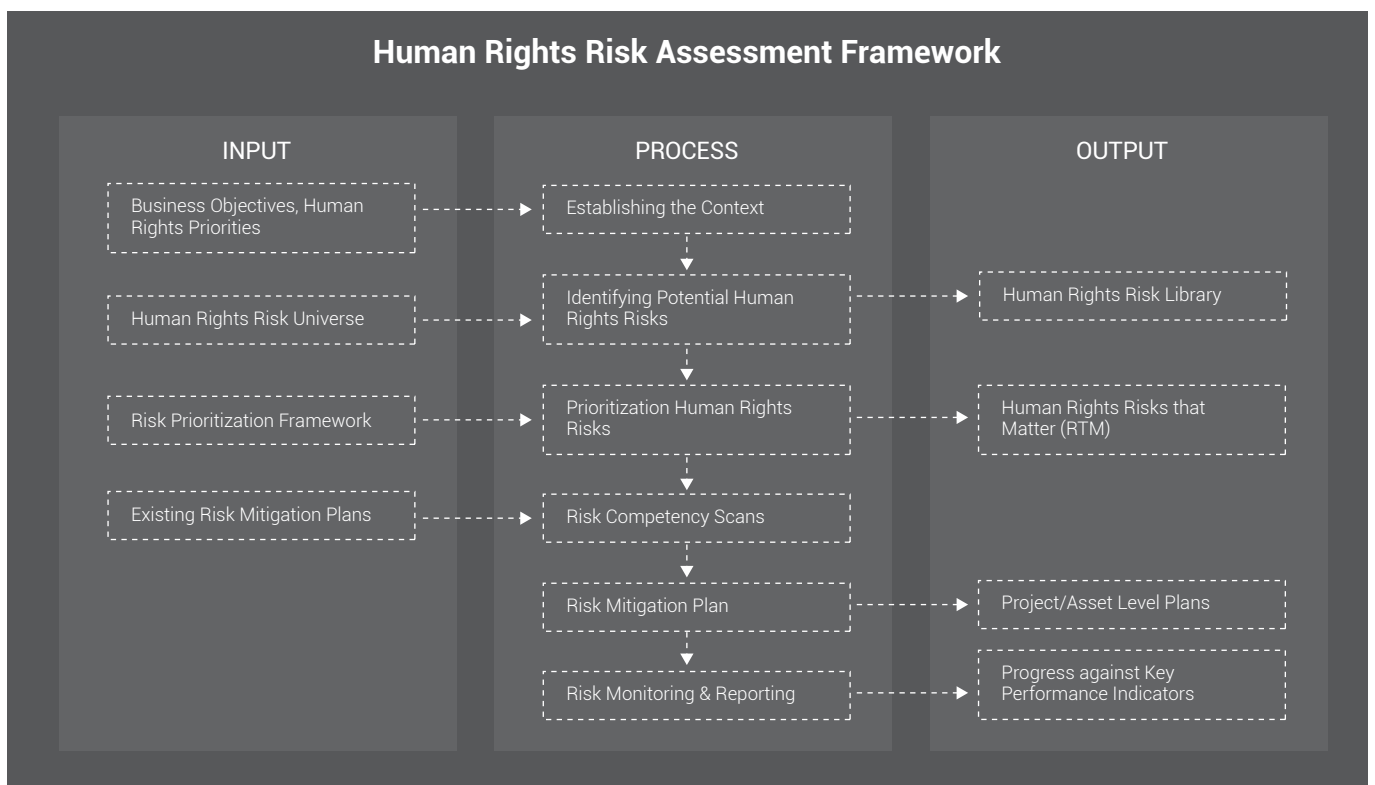 Human Rights Risk Assessment Framework
INPUT
Business Objectives, Human
Rights Priorities
Human Rights Risk Universe
Risk Prioritization Framework
Existing Risk Mitigation Plans
PROCESS
Establishing the Context
Identifying Potential Human
Rights Risks
Prioritization Human Rights
Risks
Risk Competency Scans
Risk Mitigation Plan
Risk Monitoring & Reporting
OUTPUT
Human Rights Risk Library
Human Rights Risks that
Matter (RTM)
Project/Asset Level Plans
Progress against Key
Performance Indicators